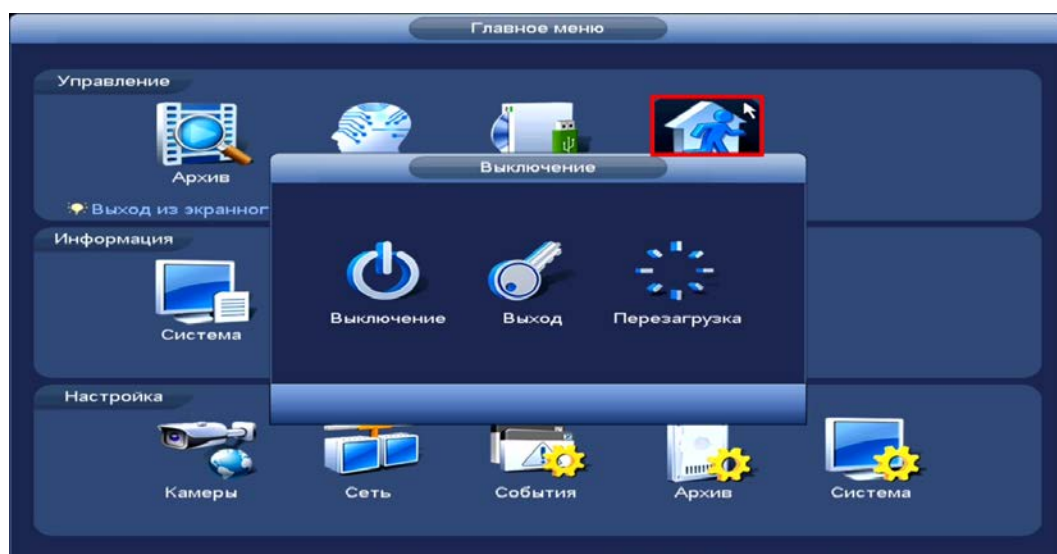 Главное меню
Управление
Архив
Выход из экранног
Выключение
Выключение
Выход
Перезагрузка
Информация
Система
Настройка
Камеры
Сеть
События
Архив
Система